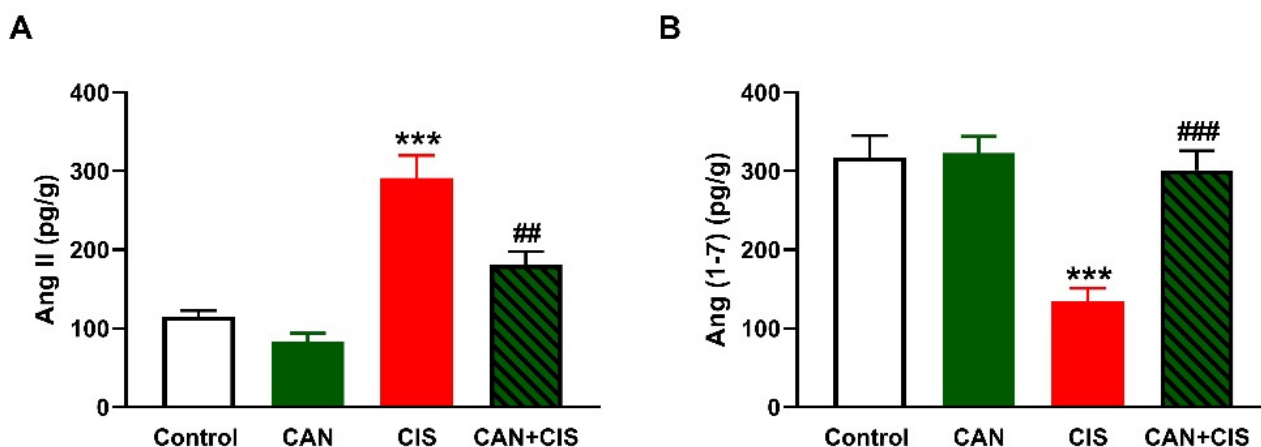 A
Ang II (pg/g)
400
300
200
100
0
***
##
Control CAN CIS CAN+CIS
B
Ang (1-7) (pg/g)
400
300
200
100
0
***
###
Control CAN CIS CAN+CIS